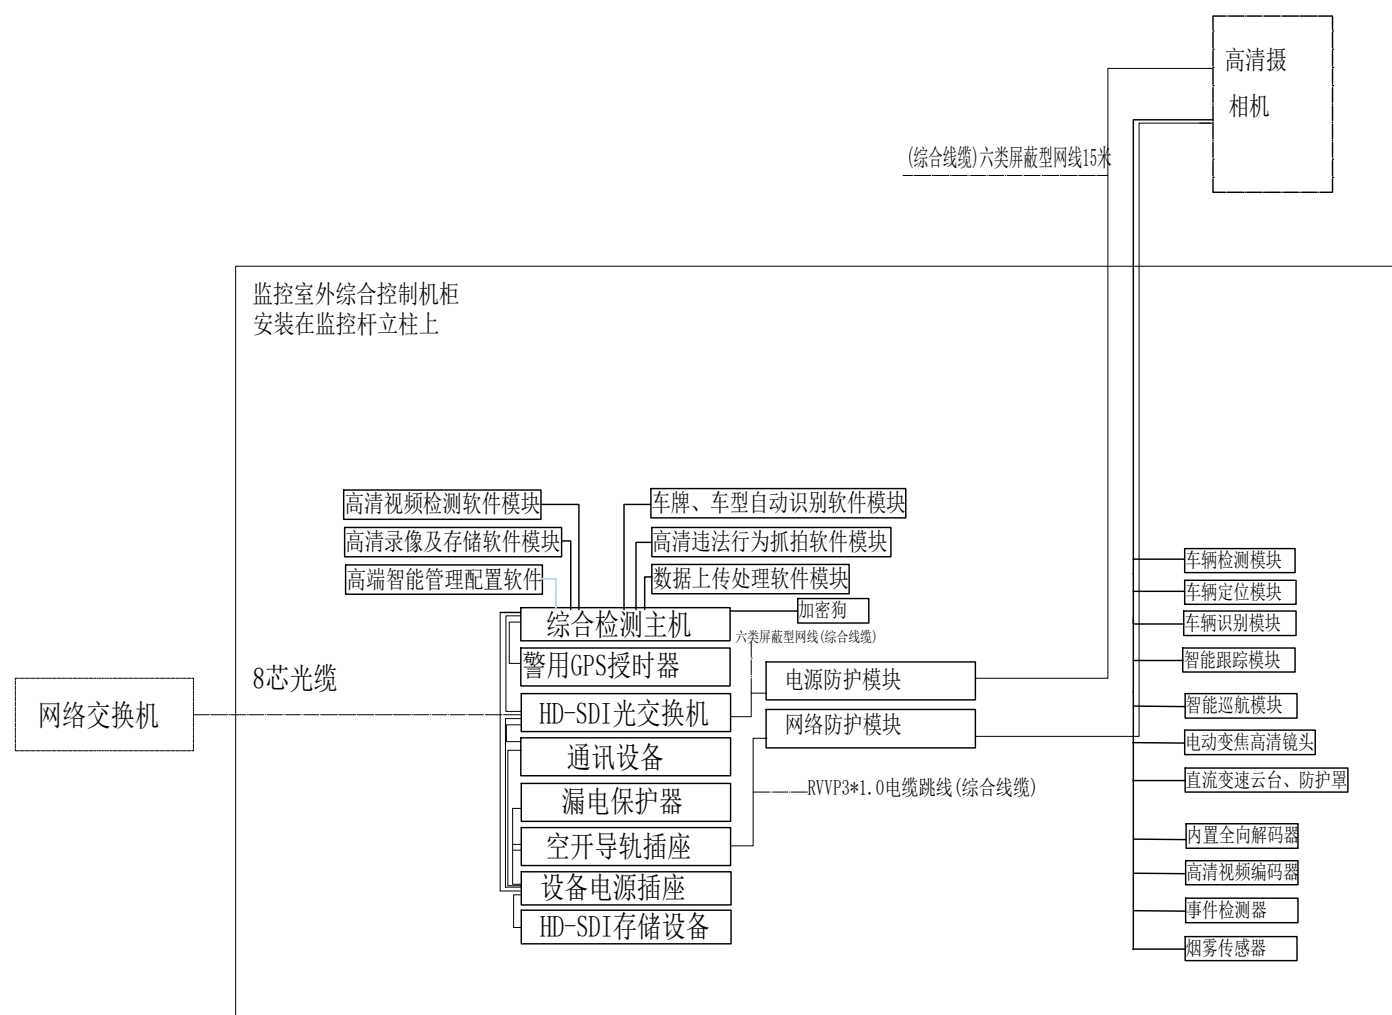 高清摄
相机
(综合线缆)六类屏蔽型网线15米
监控室外综合控制机柜
安装在监控杆立柱上
高清视频检测软件模块
车牌、车型自动识别软件模块
高清录像及存储软件模块
高清违法行为抓拍软件模块
高端智能管理配置软件
数据上传处理软件模块
加密狗
综合检测主机
六类屏蔽型网线(综合线缆)
警用GPS授时器
8芯光缆
电源防护模块
网络交换机
HD-SDI光交换机
网络防护模块
通讯设备
RVVP3*1.0电缆跳线(综合线缆)
漏电保护器
空开导轨插座
设备电源插座
HD-SDI存储设备
车辆检测模块
车辆定位模块
车辆识别模块
智能跟踪模块
智能巡航模块
电动变焦高清镜头
直流变速云台、防护罩
内置全向解码器
高清视频编码器
事件检测器
烟雾传感器